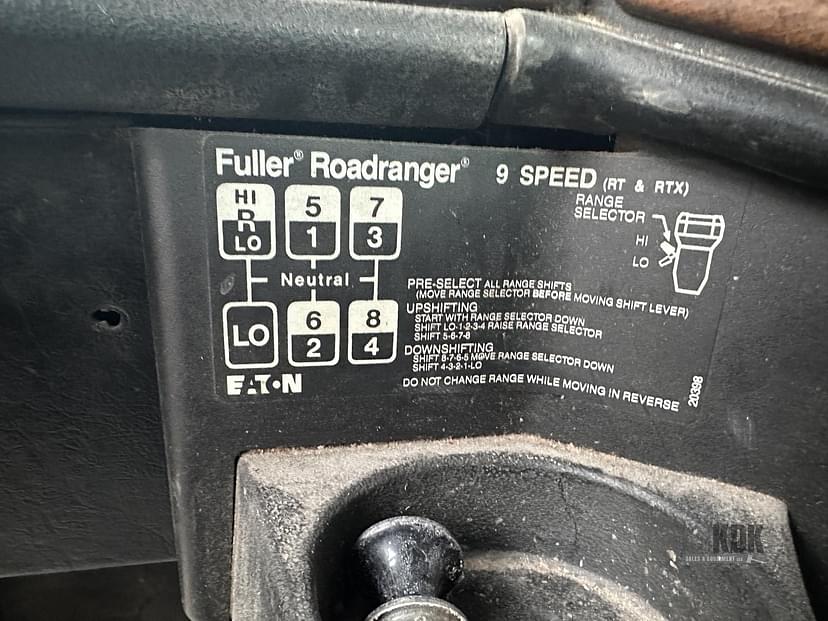 Fuller® Roadranger® 9 SPEED (RT & RTX)
HI R LO
5 1
7 3
Neutral
LO
6 2
8 4
EATON
RANGE
SELECTOR
HI
LO
PRE-SELECT ALL RANGE SHIFTS
(MOVE RANGE SELECTOR BEFORE MOVING SHIFT LEVER)
UPSHIFTING
START WITH RANGE SELECTOR DOWN
SHIFT LO-1-2-3-4 RAISE RANGE SELECTOR
SHIFT 5-6-7-8
DOWNSHIFTING
SHIFT 8-7-6-5 MOVE RANGE SELECTOR DOWN
SHIFT 4-3-2-1-LO
DO NOT CHANGE RANGE WHILE MOVING IN REVERSE
20398
KDK
SALES & EQUIPMENT LLC